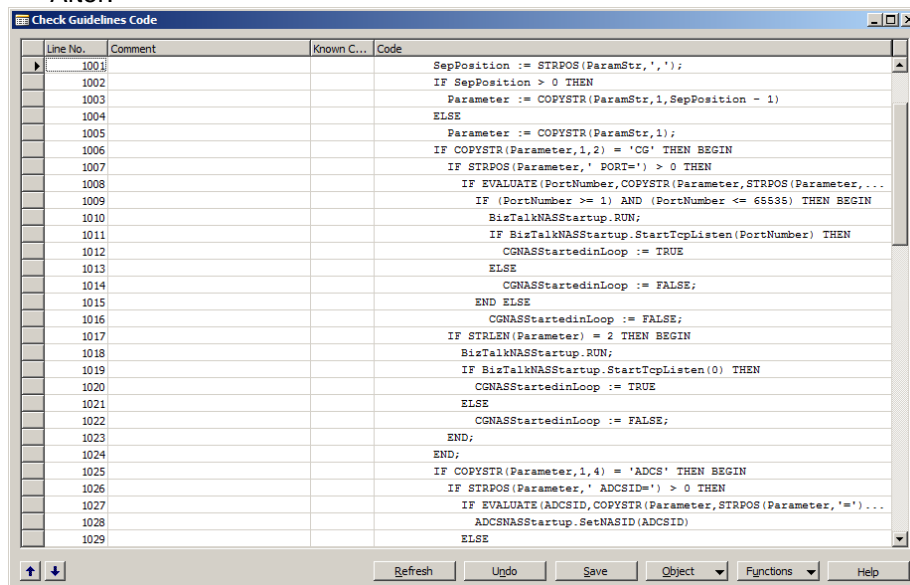 After:
Check Guidelines Code
Line No. Comment Known C... Code
1001 SepPosition := STRPOS(ParamStr,',');
1002 IF SepPosition > 0 THEN
1003 Parameter := COPYSTR(ParamStr,1,SepPosition - 1)
1004 ELSE
1005 Parameter := COPYSTR(ParamStr,1);
1006 IF COPYSTR(Parameter,1,2) = 'CG' THEN BEGIN
1007 IF STRPOS(Parameter,' PORT=') > 0 THEN
1008 IF EVALUATE(PortNumber,COPYSTR(Parameter,STRPOS(Parameter,...
1009 IF (PortNumber >= 1) AND (PortNumber <= 65535) THEN BEGIN
1010 BizTalkNASStartup.RUN;
1011 IF BizTalkNASStartup.StartTcpListen(PortNumber) THEN
1012 CGNASStartedinLoop := TRUE
1013 ELSE
1014 CGNASStartedinLoop := FALSE;
1015 END ELSE
1016 CGNASStartedinLoop := FALSE;
1017 IF STRLEN(Parameter) = 2 THEN BEGIN
1018 BizTalkNASStartup.RUN;
1019 IF BizTalkNASStartup.StartTcpListen(0) THEN
1020 CGNASStartedinLoop := TRUE
1021 ELSE
1022 CGNASStartedinLoop := FALSE;
1023 END;
1024 END;
1025 IF COPYSTR(Parameter,1,4) = 'ADCS' THEN BEGIN
1026 IF STRPOS(Parameter,' ADCSID=') > 0 THEN
1027 IF EVALUATE(ADCSID,COPYSTR(Parameter,STRPOS(Parameter,'=')...
1028 ADCSNASStartup.SetNASID(ADCSID)
1029 ELSE
Refresh Undo Save Object Functions Help